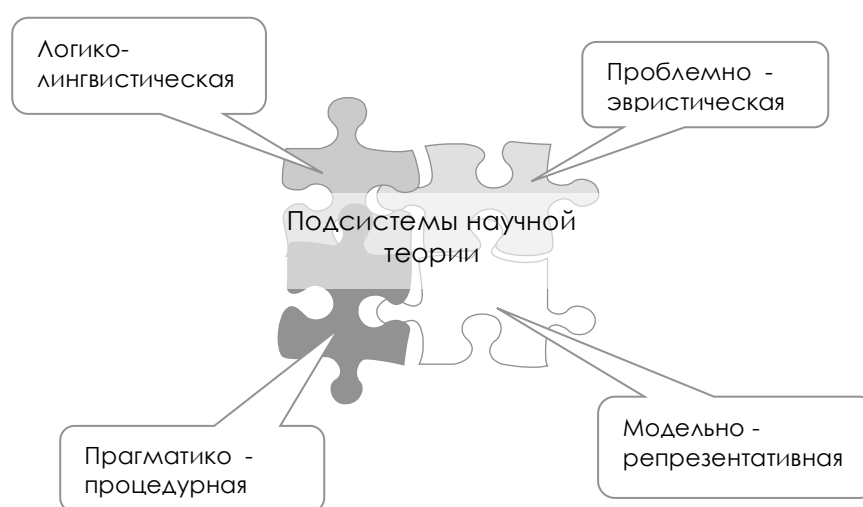 Логико-
лингвистическая
Проблемно -
эвристическая
Подсистемы научной
теории
Прагматико -
процедурная
Модельно -
репрезентативная